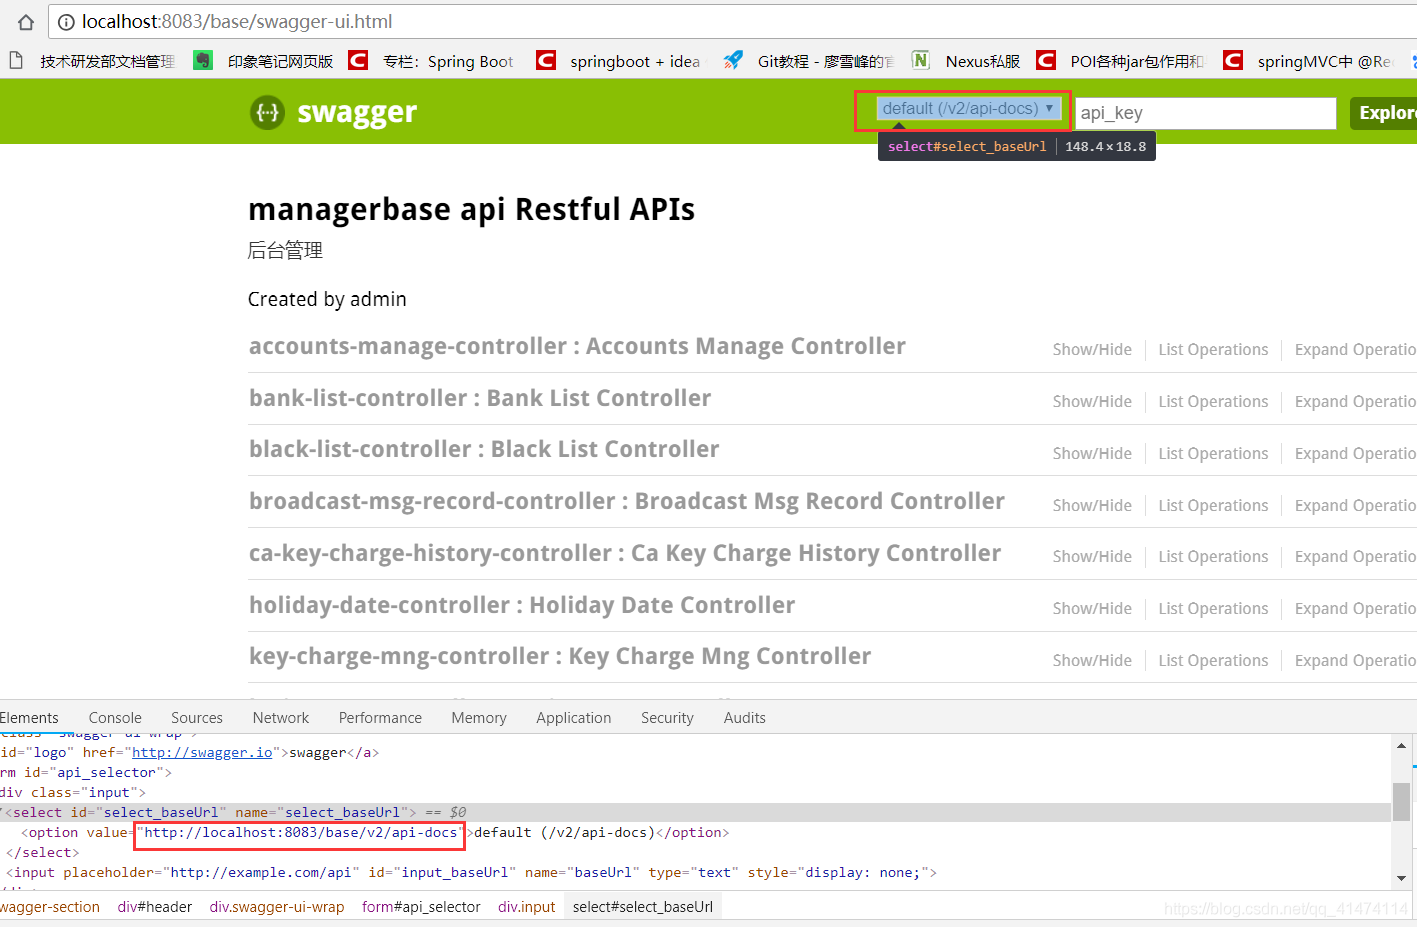 localhost:8083/base/swagger-ui.html
技术研发部文档管理 印象笔记网页版 专栏：Spring Boot springboot + idea Git教程 - 廖雪峰的官 Nexus私服 POI各种jar包作用和 springMVC中 @Re
swagger default (/v2/api-docs) api_key Explore
select#select_baseUrl 148.4×18.8
managerbase api Restful APIs
后台管理
Created by admin
accounts-manage-controller : Accounts Manage Controller Show/Hide List Operations Expand Operatio
bank-list-controller : Bank List Controller Show/Hide List Operations Expand Operatio
black-list-controller : Black List Controller Show/Hide List Operations Expand Operatio
broadcast-msg-record-controller : Broadcast Msg Record Controller Show/Hide List Operations Expand Operatio
ca-key-charge-history-controller : Ca Key Charge History Controller Show/Hide List Operations Expand Operatio
holiday-date-controller : Holiday Date Controller Show/Hide List Operations Expand Operatio
key-charge-mng-controller : Key Charge Mng Controller Show/Hide List Operations Expand Operatio
Elements Console Sources Network Performance Memory Application Security Audits
class="swagger-ui-wrap">
id="logo" href="http://swagger.io">swagger</a>
rm id="api_selector">
div class="input">
<select id="select_baseUrl" name="select_baseUrl"> == $0
<option value="http://localhost:8083/base/v2/api-docs">default (/v2/api-docs)</option>
</select>
<input placeholder="http://example.com/api" id="input_baseUrl" name="baseUrl" type="text" style="display: none;">
wagger-section div#header div.swagger-ui-wrap form#api_selector div.input select#select_baseUrl
https://blog.csdn.net/qq_41474114